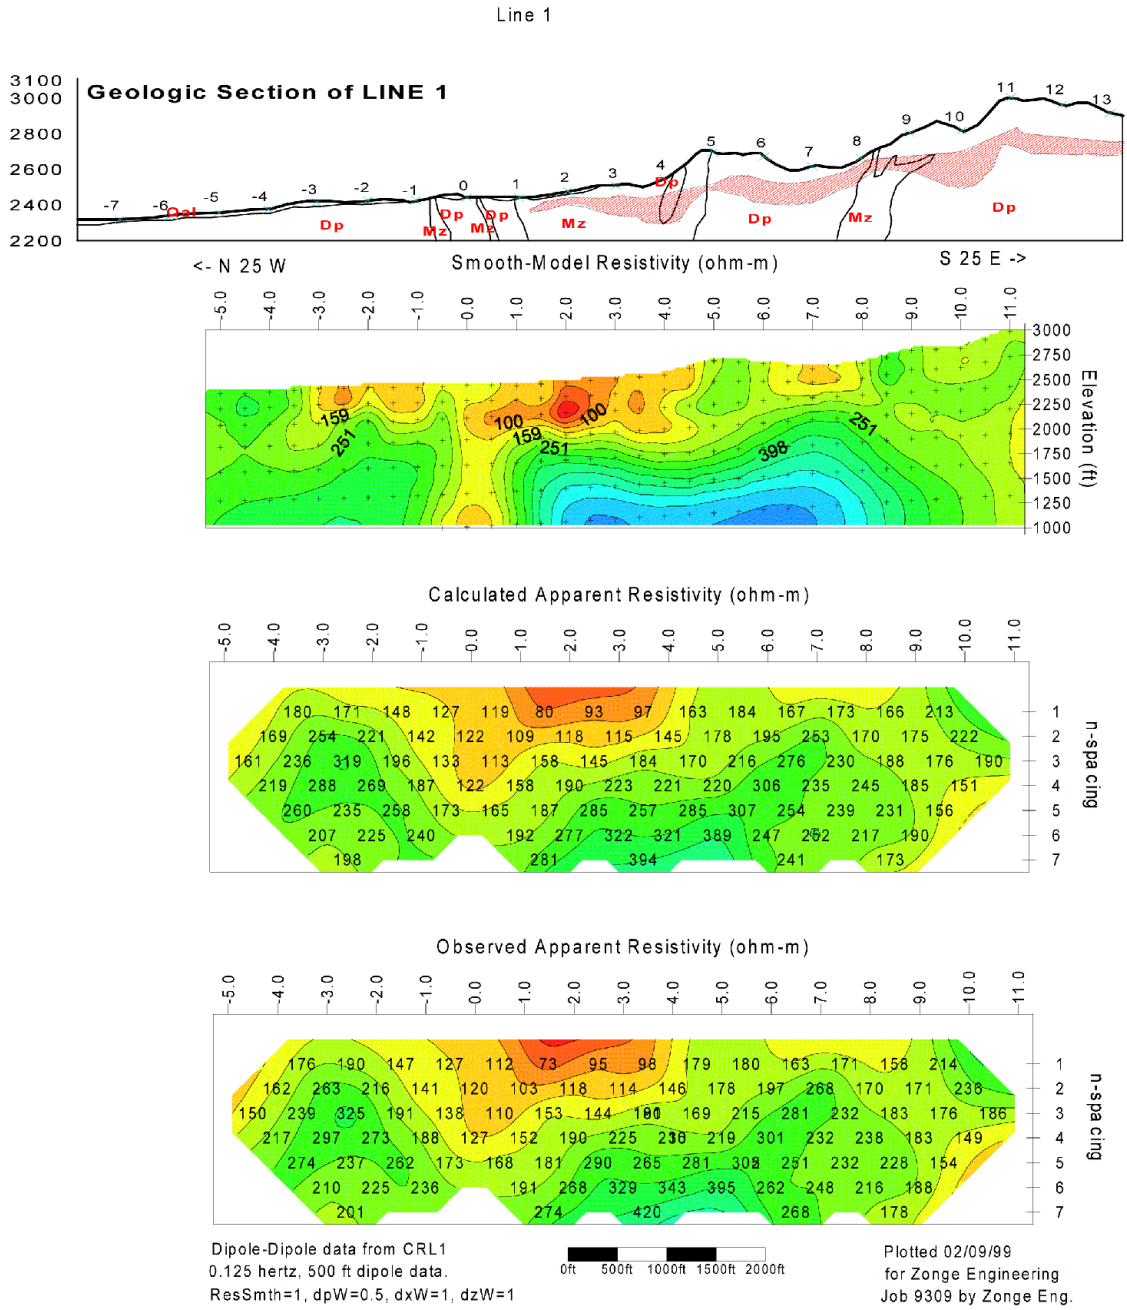 Line 1
3100
3000
2800
2600
2400
2200
Geologic Section of LINE 1
-7 -6 -5 -4 -3 -2 -1 0 1 2 3 4 5 6 7 8 9 10 11 12 13
Qal Dp Mz Dp Mz Dp Mz Dp Dp Mz Dp
<- N 25 W
S 25 E ->
Smooth-Model Resistivity (ohm-m)
-5.0 -4.0 -3.0 -2.0 -1.0 0.0 1.0 2.0 3.0 4.0 5.0 6.0 7.0 8.0 9.0 10.0 11.0
3000
2750
2500
2250
2000
1750
1500
1250
1000
Elevation (ft)
159 251 100 159 251 100 398 251
Calculated Apparent Resistivity (ohm-m)
-5.0 -4.0 -3.0 -2.0 -1.0 0.0 1.0 2.0 3.0 4.0 5.0 6.0 7.0 8.0 9.0 10.0 11.0
180 171 148 127 119 80 93 97 163 184 167 173 166 213 1
169 254 221 142 122 109 118 115 145 178 195 253 170 175 222 2
161 236 319 196 133 113 158 145 184 170 216 276 230 188 176 190 3
219 288 269 187 122 158 190 223 221 220 306 235 245 185 151 4
260 235 258 173 165 187 285 257 285 307 254 239 231 156 5
207 225 240 192 277 322 321 389 247 252 217 190 6
198 281 394 241 173 7
n-spacing
Observed Apparent Resistivity (ohm-m)
-5.0 -4.0 -3.0 -2.0 -1.0 0.0 1.0 2.0 3.0 4.0 5.0 6.0 7.0 8.0 9.0 10.0 11.0
176 190 147 127 112 73 95 98 179 180 163 171 158 214 1
162 263 216 141 120 103 118 114 146 178 197 268 170 171 236 2
150 239 325 191 138 110 153 144 169 215 281 232 183 176 186 3
217 297 273 188 127 152 190 225 219 301 232 238 183 149 4
274 237 262 173 168 181 290 265 281 251 232 228 154 5
210 225 236 191 268 329 343 395 262 248 216 188 6
201 274 420 268 178 7
n-spacing
Dipole-Dipole data from CRL1
0.125 hertz, 500 ft dipole data.
ResSmth=1, dpW=0.5, dxW=1, dzW=1
0ft 500ft 1000ft 2000ft
Plotted 02/09/99
for Zonge Engineering
Job 9309 by Zonge Eng.